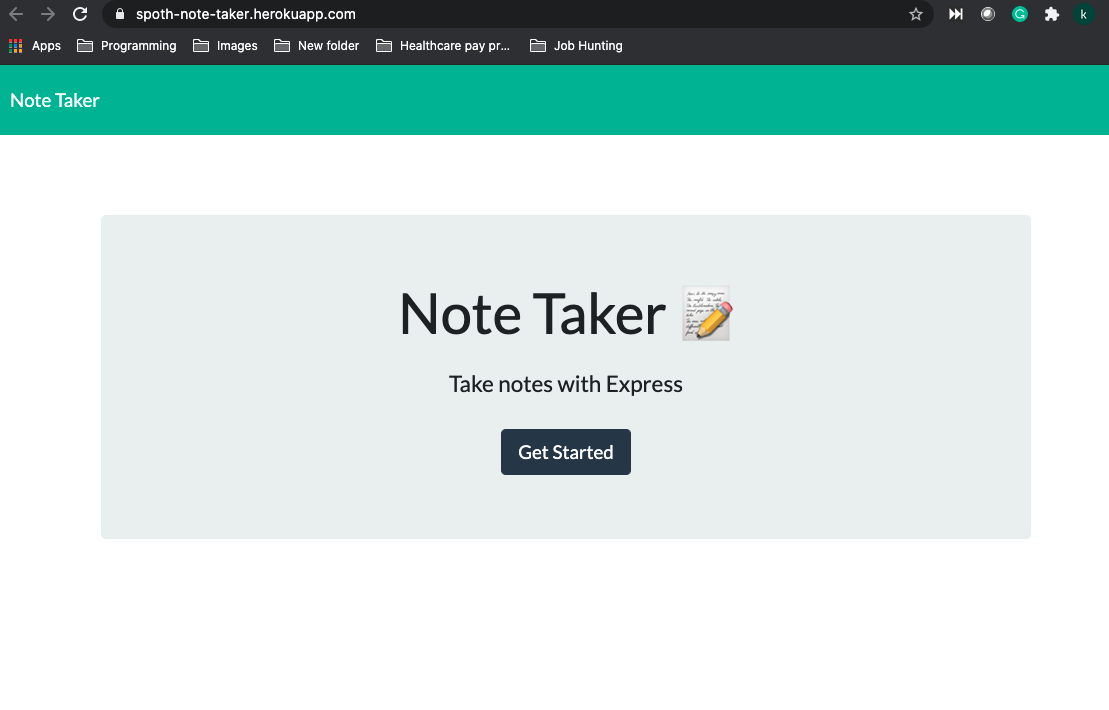 spoth-note-taker.herokuapp.com
k
Apps Programming Images New folder Healthcare pay pr... Job Hunting
Note Taker
Note Taker
Take notes with Express
Get Started